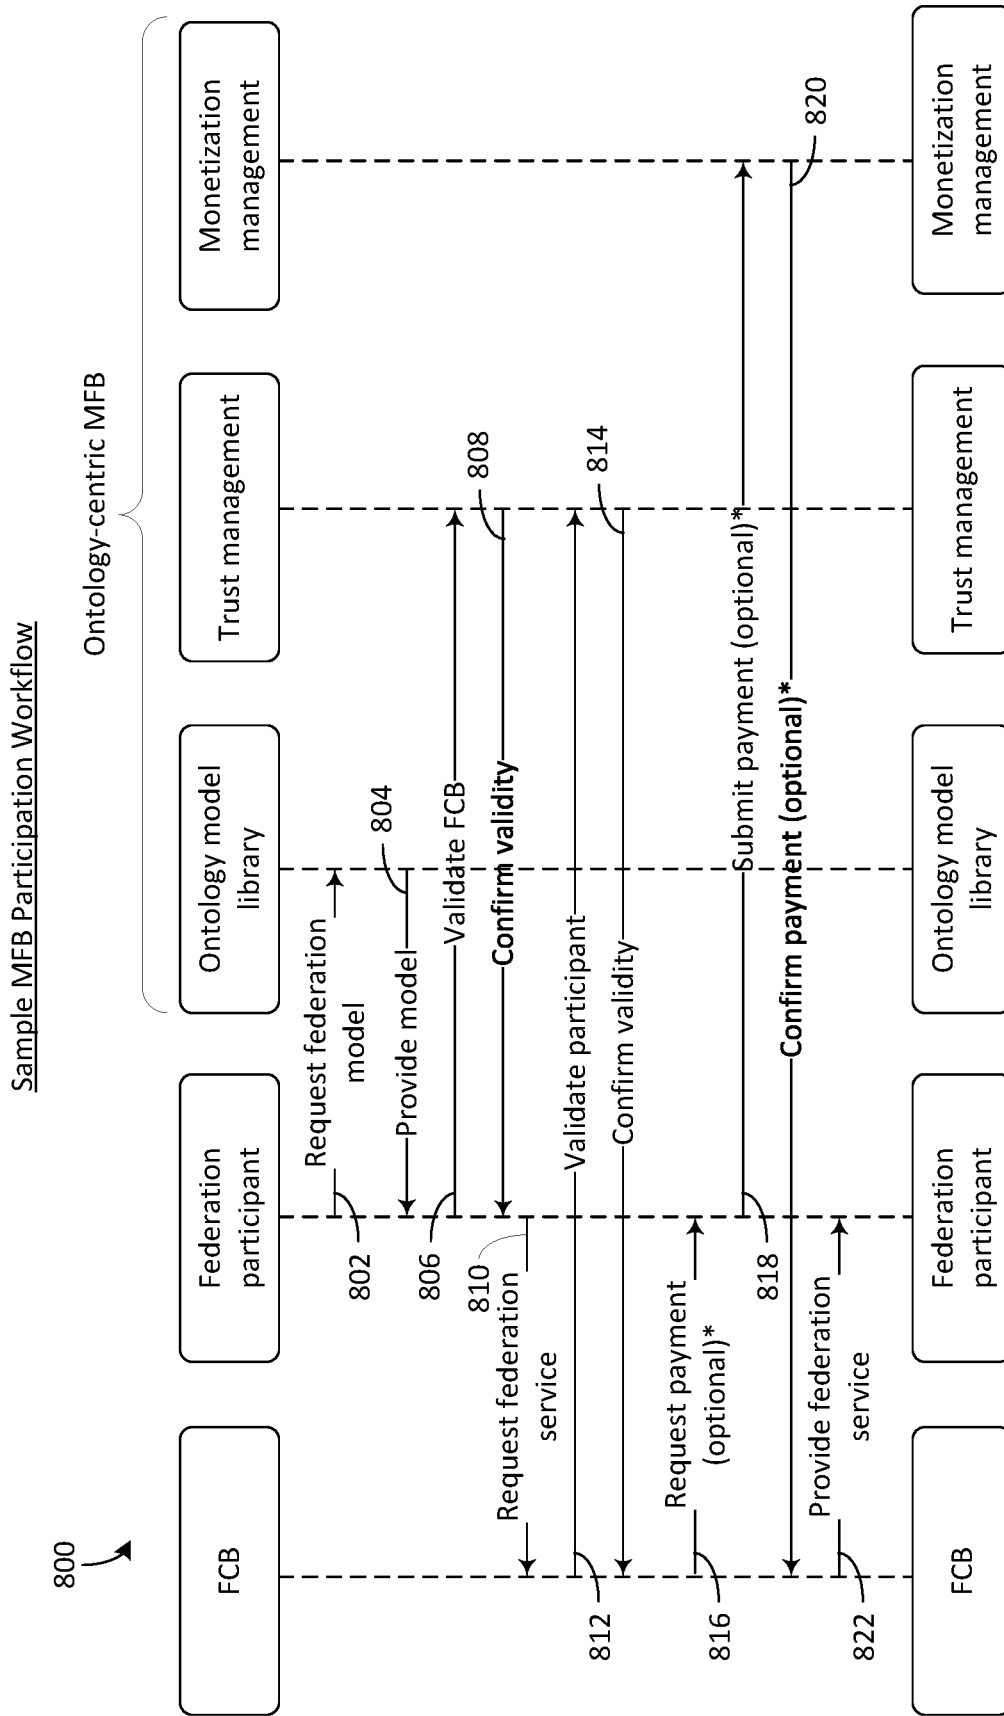 Sample MFB Participation Workflow
800
Ontology-centric MFB
FCB
Federation
participant
Ontology model
library
Trust management
Monetization
management
Request federation
model
802
Provide model
804
Validate FCB
806
Confirm validity
808
810
Request federation
service
Validate participant
812
Confirm validity
814
Request payment
(optional)*
816
Submit payment (optional)*
818
Confirm payment (optional)*
820
Provide federation
service
822
FCB
Federation
participant
Ontology model
library
Trust management
Monetization
management